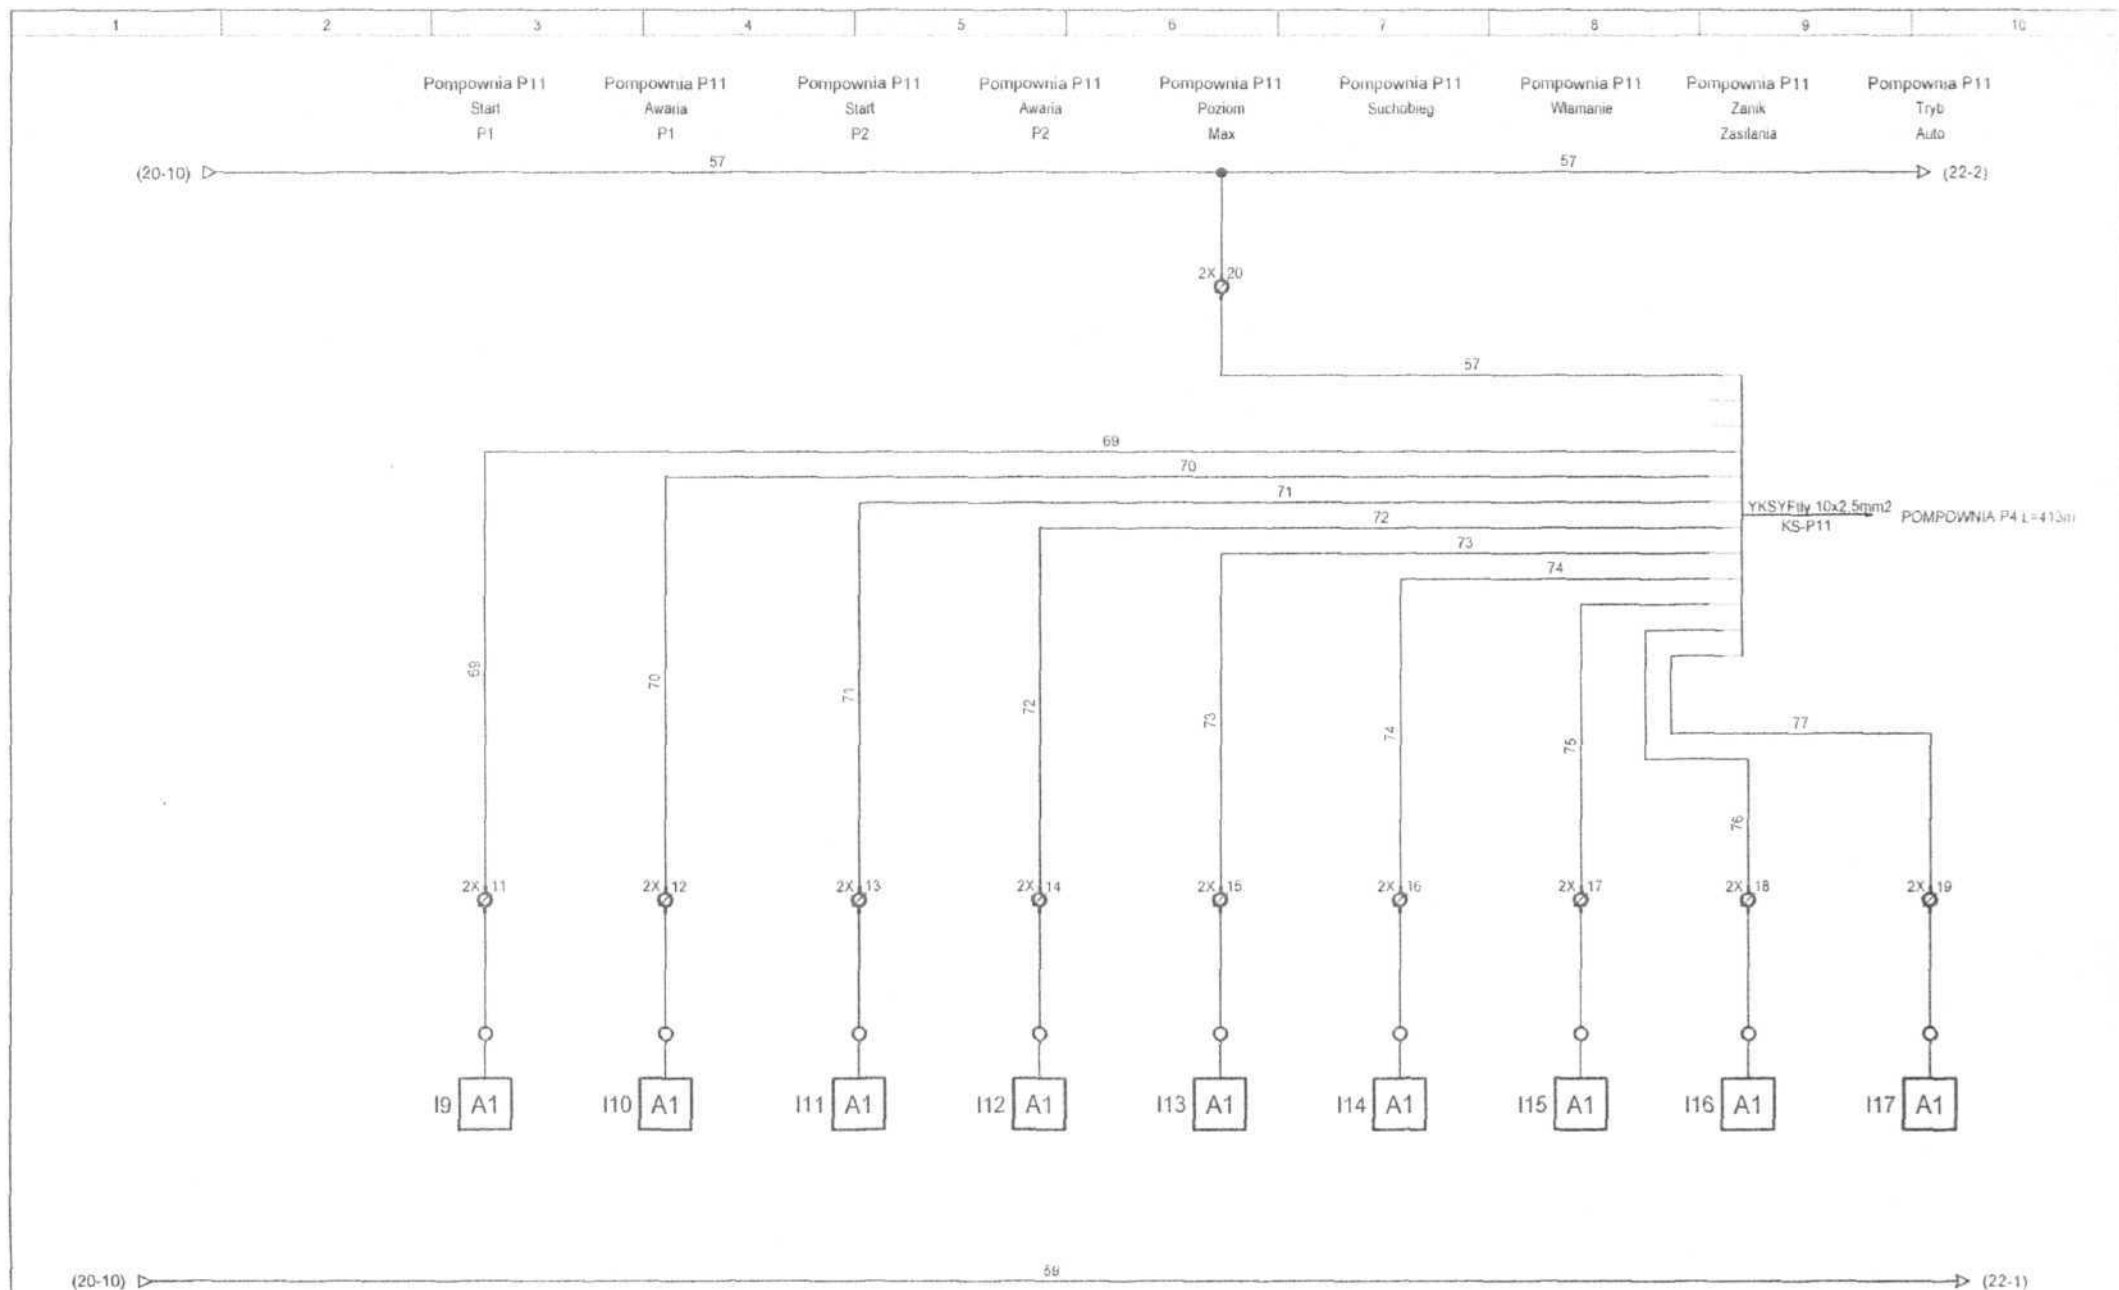 1 2 3 4 5 6 7 8 9 10
Pompownia P11 Pompownia P11 Pompownia P11 Pompownia P11 Pompownia P11 Pompownia P11 Pompownia P11 Pompownia P11 Pompownia P11
Start Awaria Start Awaria Poziom Suchobieg Wlamanie Zanik Tryb
P1 P1 P2 P2 Max Zasilania Auto
57 57
(20-10) (22-2)
2X 20
57
69
70
71
YKSYFtly 10x2,5mm2
72 POMPOWNIA P4 L=413m
KS-P11
73
74
69 70 71 72 73 74 75
77
76
2X 11 2X 12 2X 13 2X 14 2X 15 2X 16 2X 17 2X 18 2X 19
I9 A1 I10 A1 I11 A1 I12 A1 I13 A1 I14 A1 I15 A1 I16 A1 I17 A1
59
(20-10) (22-1)